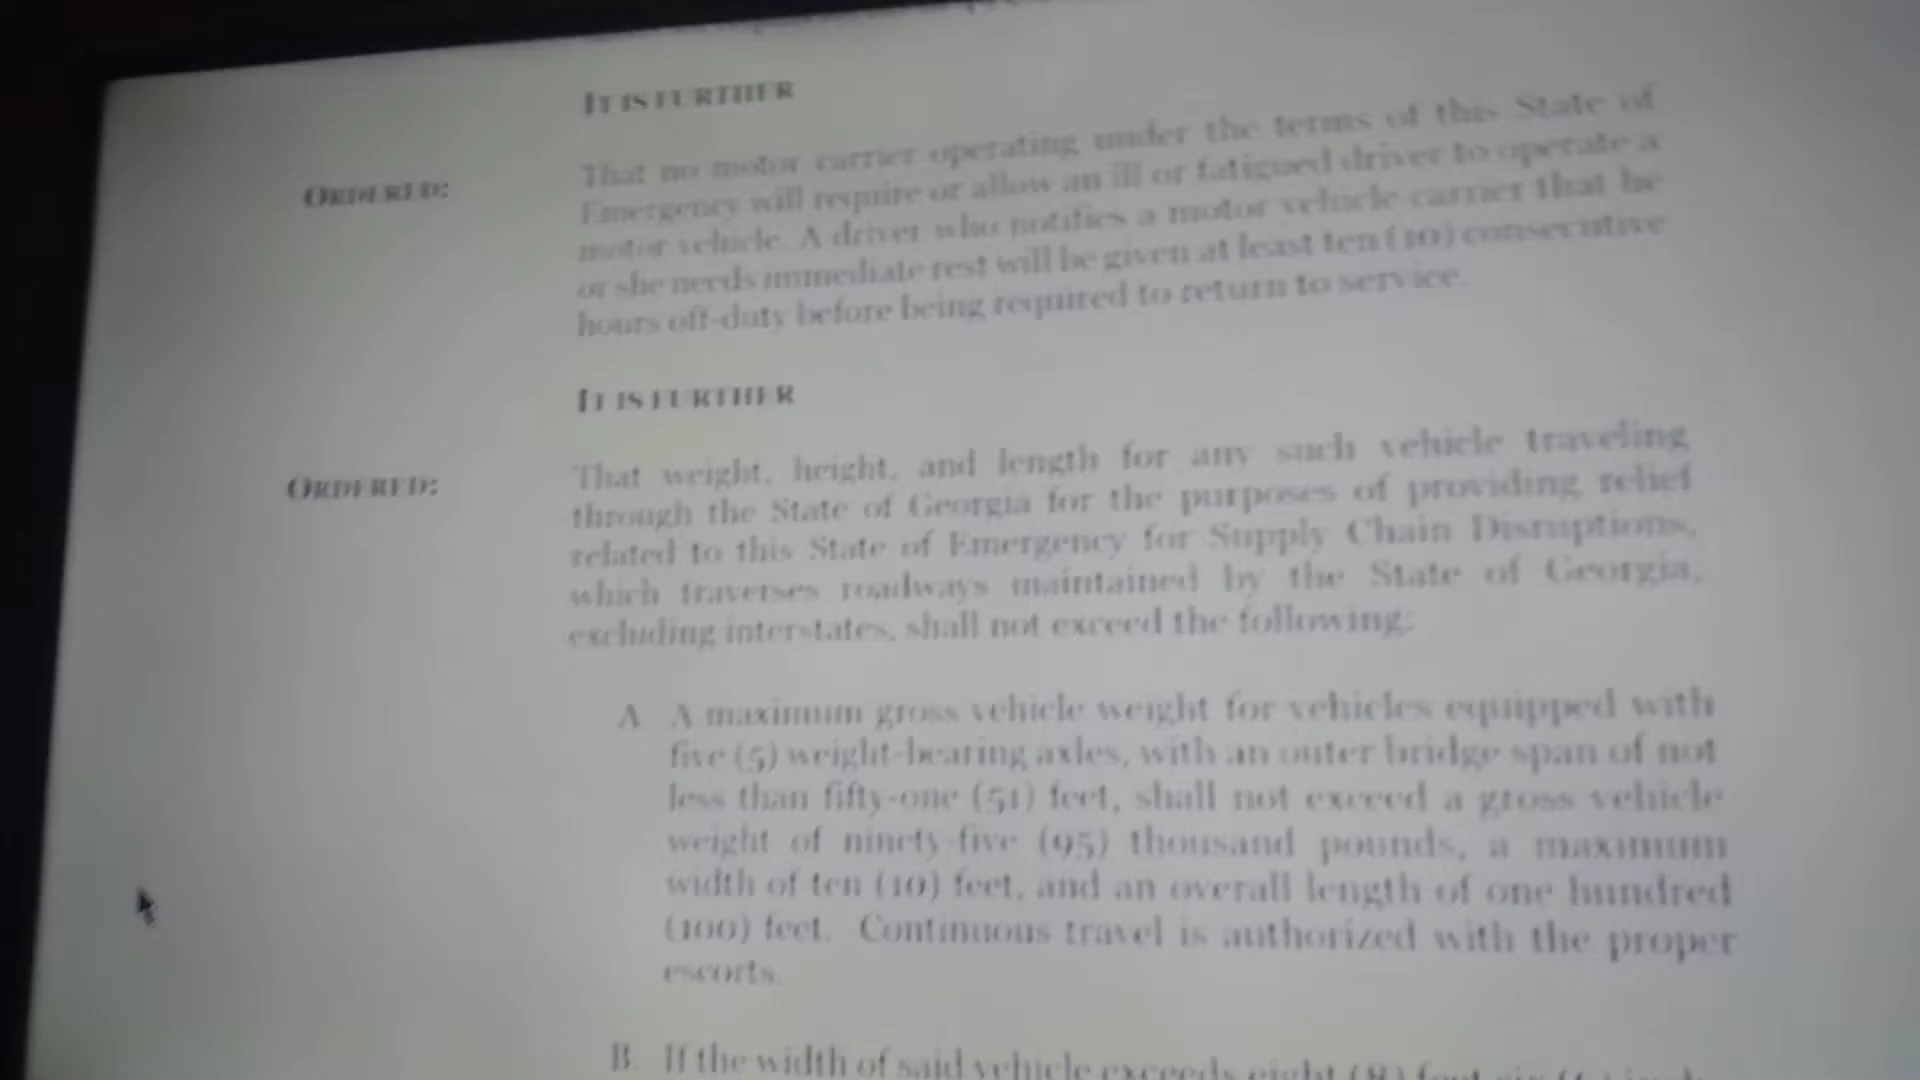 IT IS FURTHER
ORDERED: That no motor carrier operating under the terms of this State of
Emergency will require or allow an ill or fatigued driver to operate a
motor vehicle. A driver who notifies a motor vehicle carrier that he
or she needs immediate rest will be given at least ten (10) consecutive
hours off-duty before being required to return to service.
IT IS FURTHER
ORDERED: That weight, height, and length for any such vehicle traveling
through the State of Georgia for the purposes of providing relief
related to this State of Emergency for Supply Chain Disruptions,
which traverses roadways maintained by the State of Georgia,
excluding interstates, shall not exceed the following:
A A maximum gross vehicle weight for vehicles equipped with
five (5) weight-bearing axles, with an outer bridge span of not
less than fifty-one (51) feet, shall not exceed a gross vehicle
weight of ninety-five (95) thousand pounds, a maximum
width of ten (10) feet, and an overall length of one hundred
(100) feet. Continuous travel is authorized with the proper
escorts.
B. If the width of said vehicle exceeds eight (8) feet six (6)